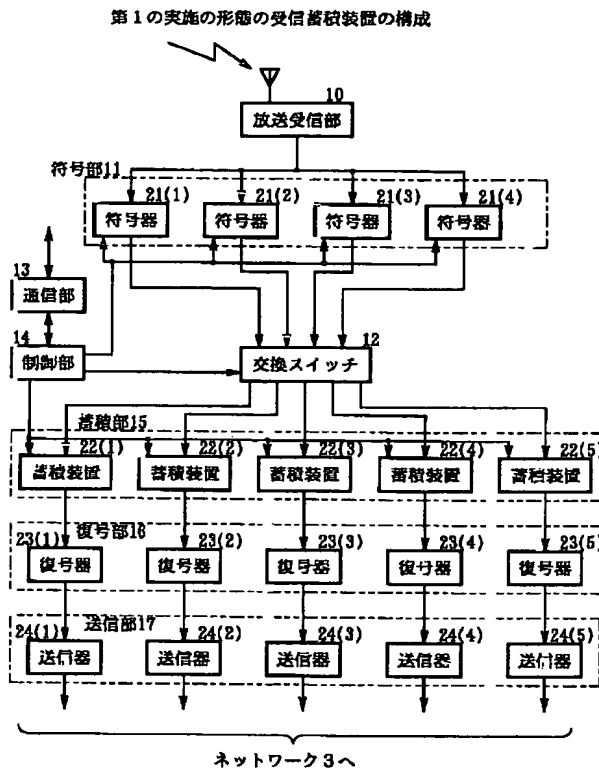 第1の実施の形態の受信蓄積装置の構成
10
放送受信部
符号部11
21(1) 21(2) 21(3) 21(4)
符号器 符号器 符号器 符号器
13
通信部
14
制御部
12
交換スイッチ
蓄積部15
22(1) 22(2) 22(3) 22(4) 22(5)
蓄積装置 蓄積装置 蓄積装置 蓄積装置 蓄積装置
復号部16
23(1) 23(2) 23(3) 23(4) 23(5)
復号器 復号器 復号器 復号器 復号器
送信部17
24(1) 24(2) 24(3) 24(4) 24(5)
送信器 送信器 送信器 送信器 送信器
ネットワーク3へ